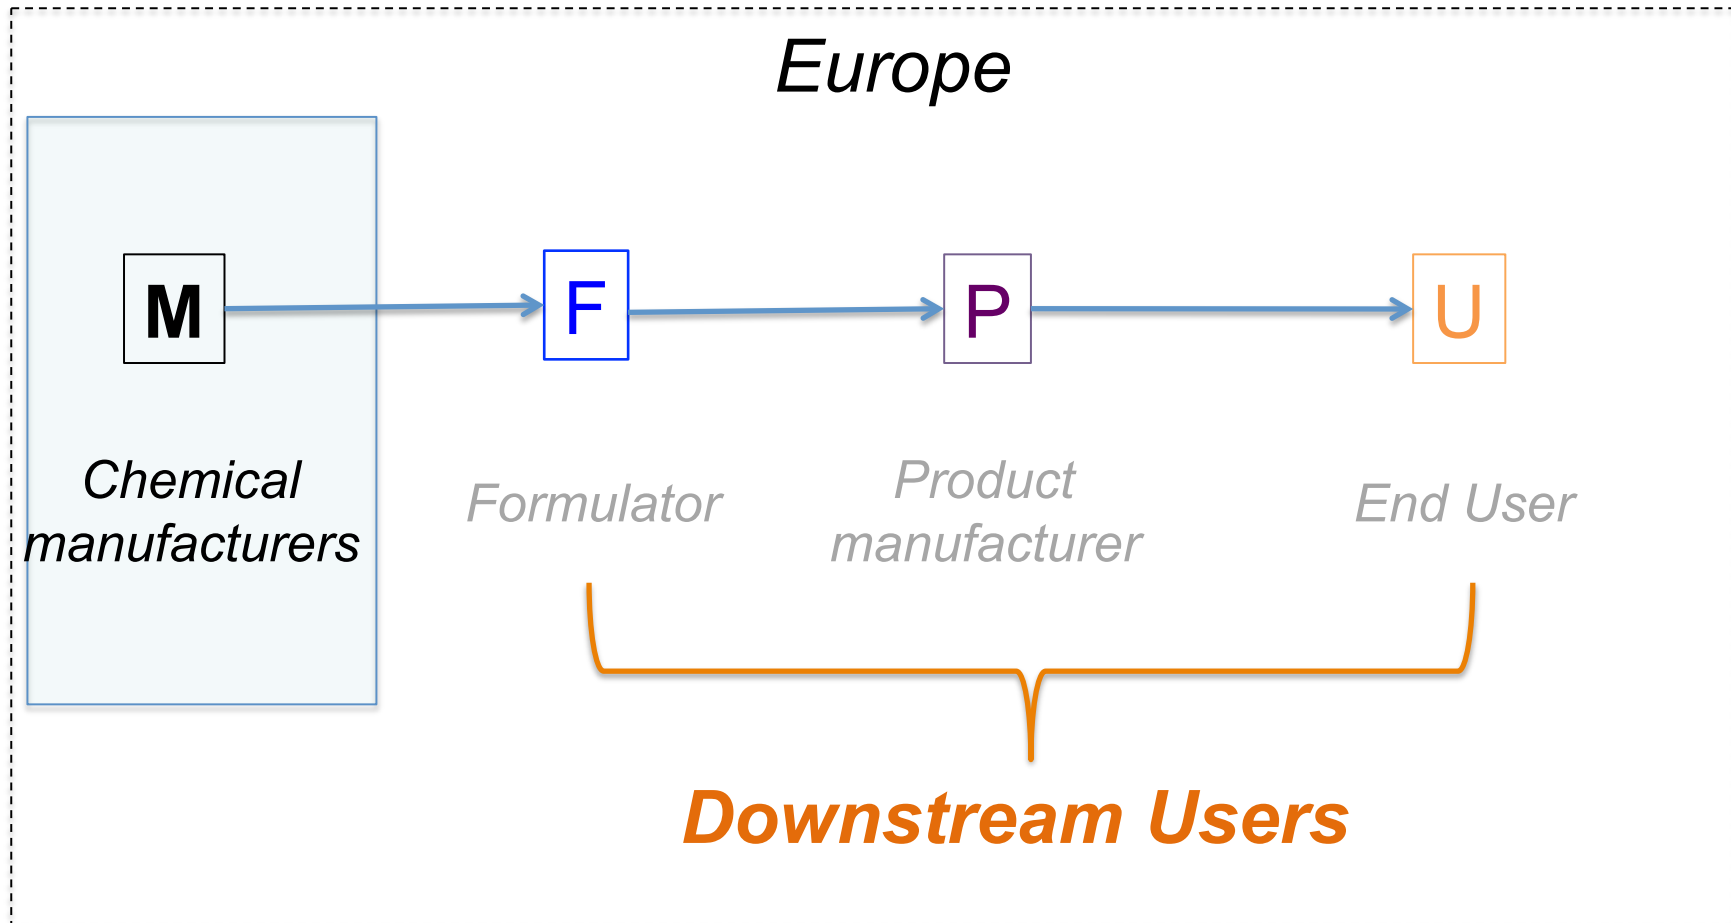 Europe
M
F
P
U
Chemical
manufacturers
Formulator
Product
manufacturer
End User
Downstream Users